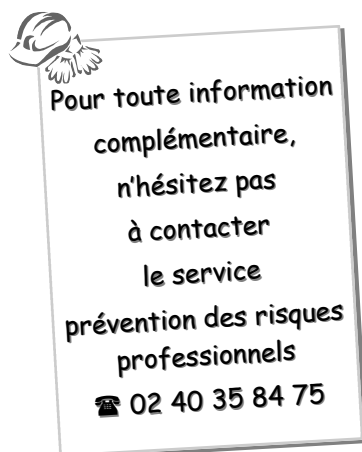 Pour toute information
complémentaire,
n'hésitez pas
à contacter
le service
prévention des risques
professionnels
☎ 02 40 35 84 75